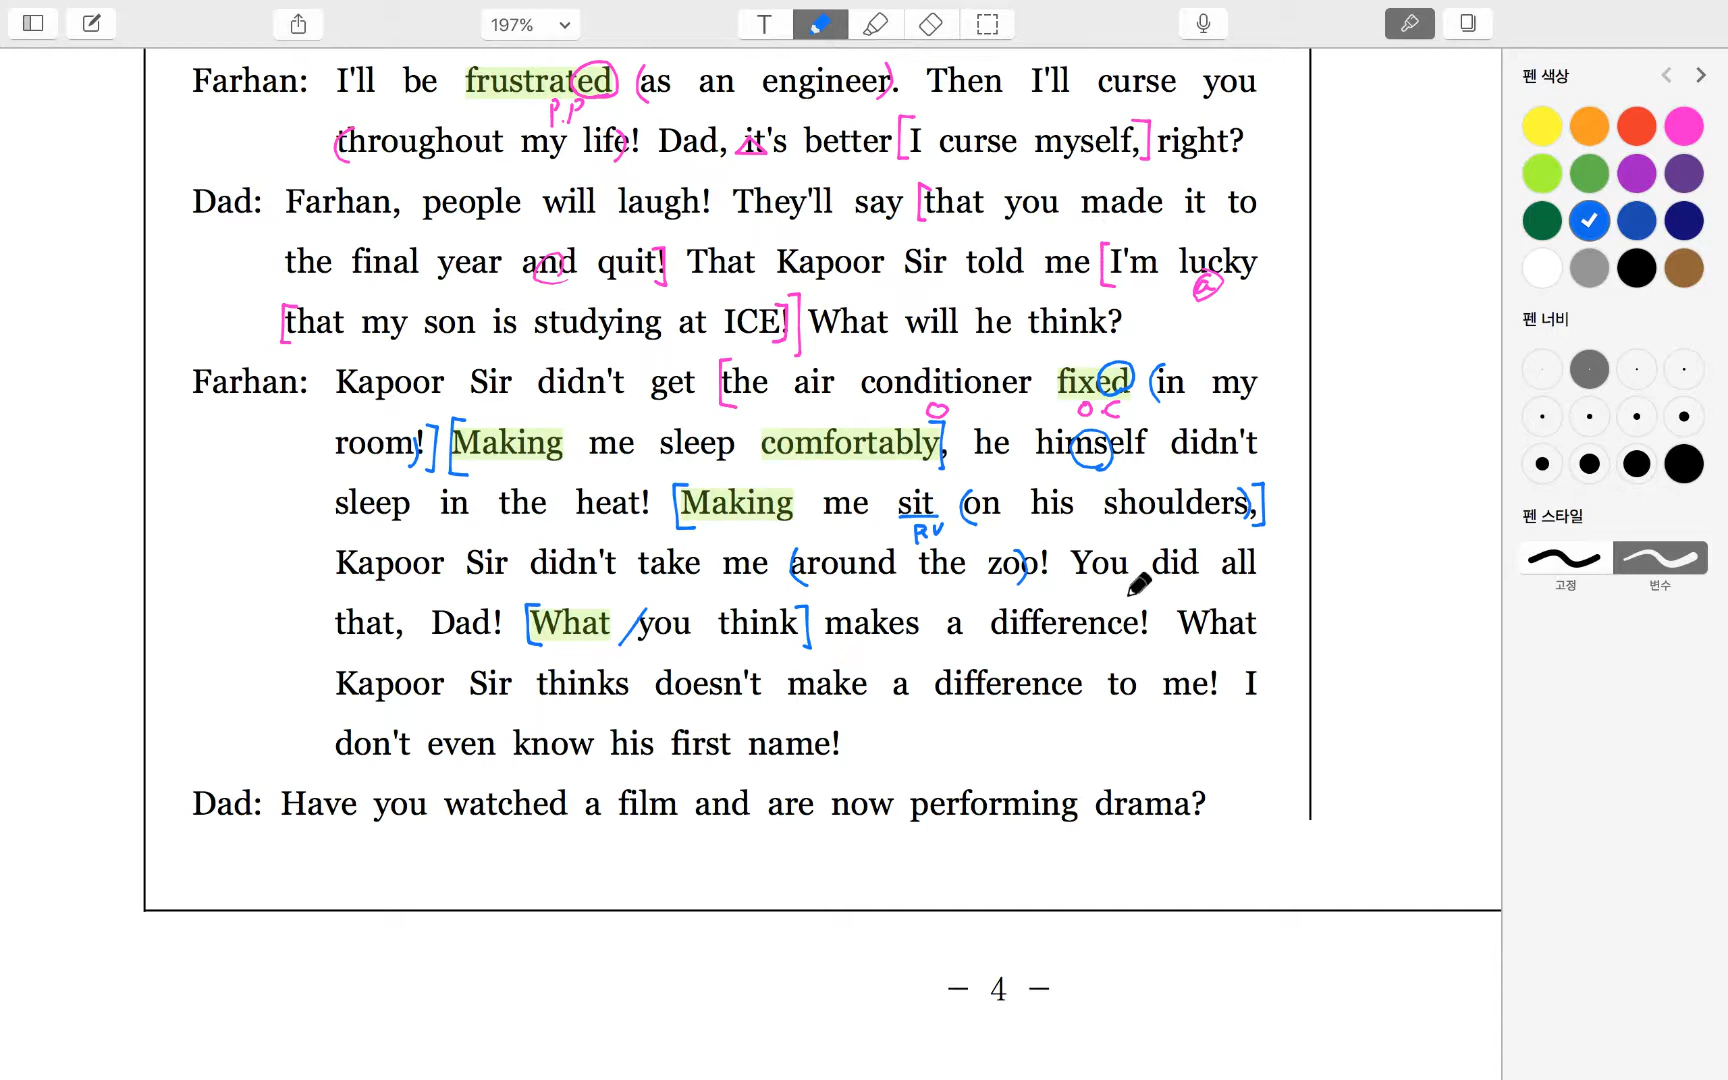 197%
T
Farhan: I'll be frustrated (as an engineer). Then I'll curse you
P.P
(throughout my life)! Dad, it's better [I curse myself,] right?
Dad: Farhan, people will laugh! They'll say [that you made it to
the final year and quit!] That Kapoor Sir told me [I'm lucky
a
[that my son is studying at ICE!]] What will he think?
Farhan: Kapoor Sir didn't get [the air conditioner fixed (in my
O O.C
room)!] [Making me sleep comfortably], he himself didn't
sleep in the heat! [Making me sit (on his shoulders),]
RV
Kapoor Sir didn't take me (around the zoo)! You did all
that, Dad! [What / you think] makes a difference! What
Kapoor Sir thinks doesn't make a difference to me! I
don't even know his first name!
Dad: Have you watched a film and are now performing drama?
- 4 -
펜 색상
펜 너비
펜 스타일
고정 변수